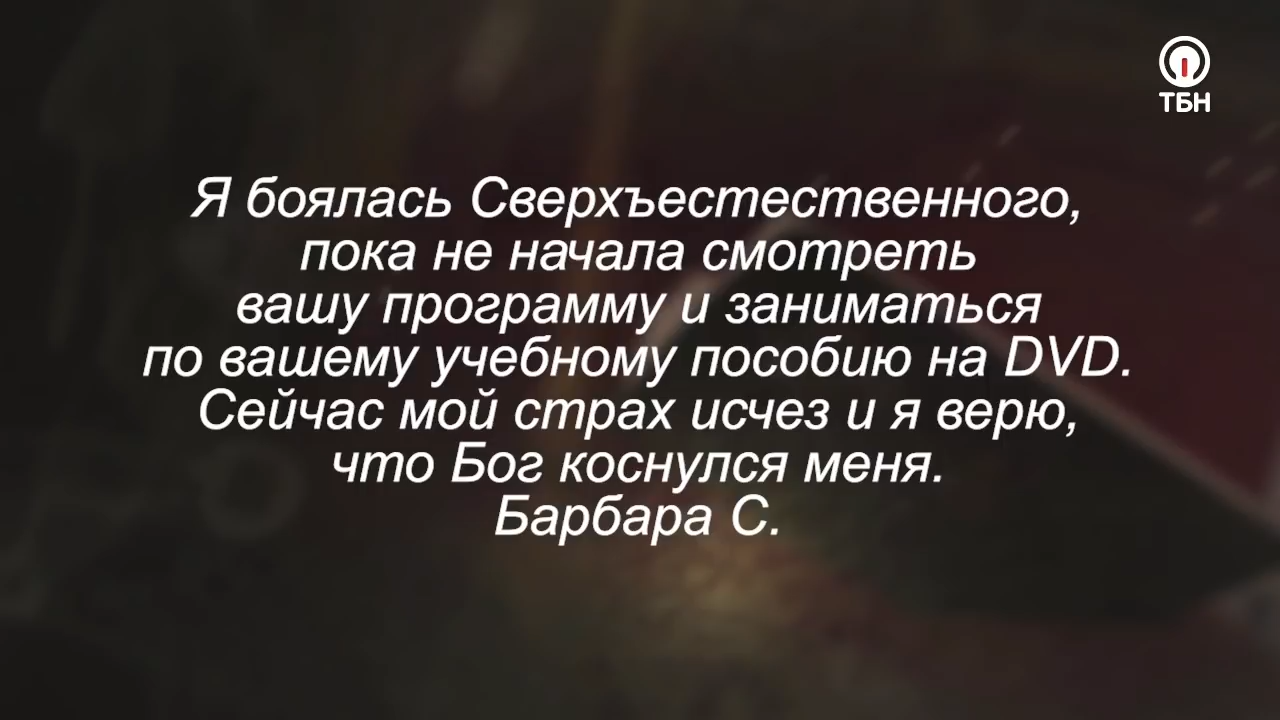 ТБН
Я боялась Сверхъестественного,
пока не начала смотреть
вашу программу и заниматься
по вашему учебному пособию на DVD.
Сейчас мой страх исчез и я верю,
что Бог коснулся меня.
Барбара С.